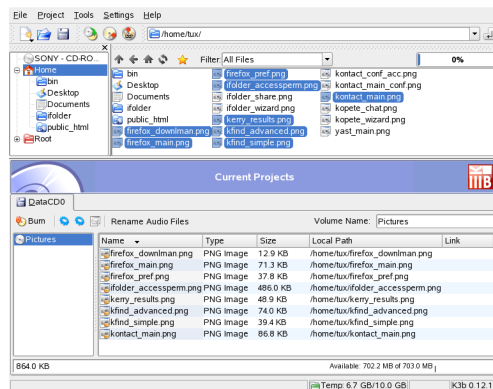 File Project Tools Settings Help
/home/tux/
SONY - CD-RO...
Home
bin
Desktop
Documents
ifolder
public_html
Root
Filter: All Files 0%
bin firefox_pref.png kontact_conf_acc.png
Desktop ifolder_accessperm.png kontact_main_conf.png
Documents ifolder_share.png kontact_main.png
ifolder ifolder_wizard.png kopete_chat.png
public_html kerry_results.png kopete_wizard.png
firefox_downlman.png kfind_advanced.png yast_main.png
firefox_main.png kfind_simple.png
Current Projects
DataCD0
Burn Rename Audio Files Volume Name: Pictures
Pictures
Name Type Size Local Path Link
firefox_downlman.png PNG Image 12.9 KB /home/tux/firefox_downlman.png
firefox_main.png PNG Image 71.3 KB /home/tux/firefox_main.png
firefox_pref.png PNG Image 37.8 KB /home/tux/firefox_pref.png
ifolder_accessperm.png PNG Image 486.0 KB /home/tux/ifolder_accessperm.png
kerry_results.png PNG Image 48.9 KB /home/tux/kerry_results.png
kfind_advanced.png PNG Image 74.0 KB /home/tux/kfind_advanced.png
kfind_simple.png PNG Image 39.4 KB /home/tux/kfind_simple.png
kontact_main.png PNG Image 86.8 KB /home/tux/kontact_main.png
864.0 KB Available: 702.2 MB of 703.0 MB
Temp: 6.7 GB/10.0 GB K3b 0.12.1